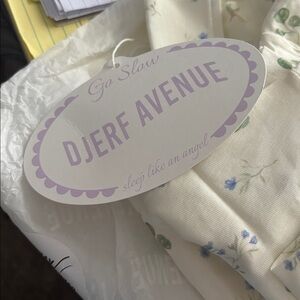 Go Slow
DJERF AVENUE
sleep like an angel